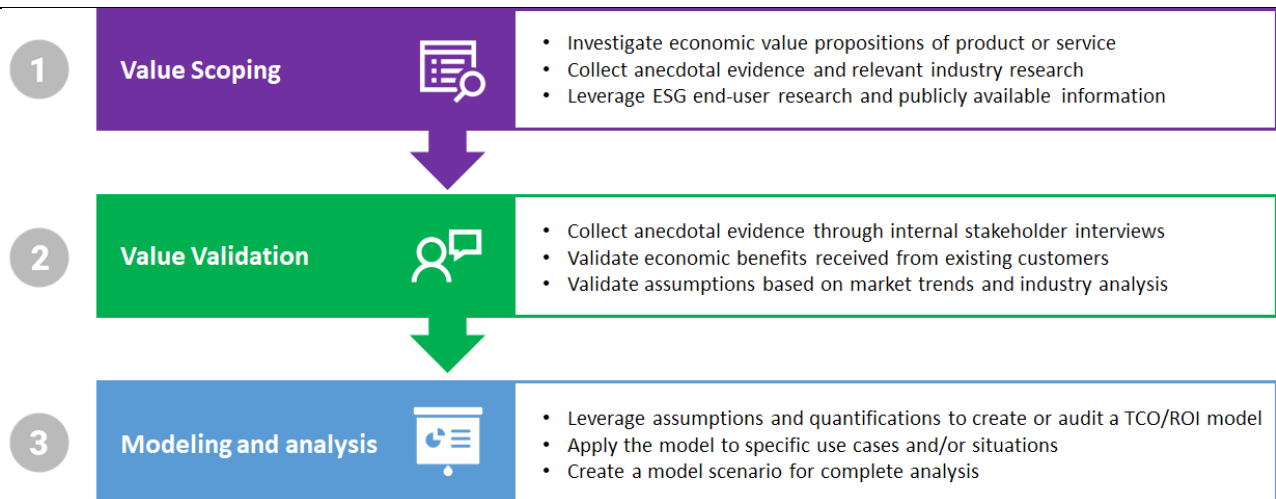 1
Value Scoping
• Investigate economic value propositions of product or service
• Collect anecdotal evidence and relevant industry research
• Leverage ESG end-user research and publicly available information
2
Value Validation
• Collect anecdotal evidence through internal stakeholder interviews
• Validate economic benefits received from existing customers
• Validate assumptions based on market trends and industry analysis
3
Modeling and analysis
• Leverage assumptions and quantifications to create or audit a TCO/ROI model
• Apply the model to specific use cases and/or situations
• Create a model scenario for complete analysis